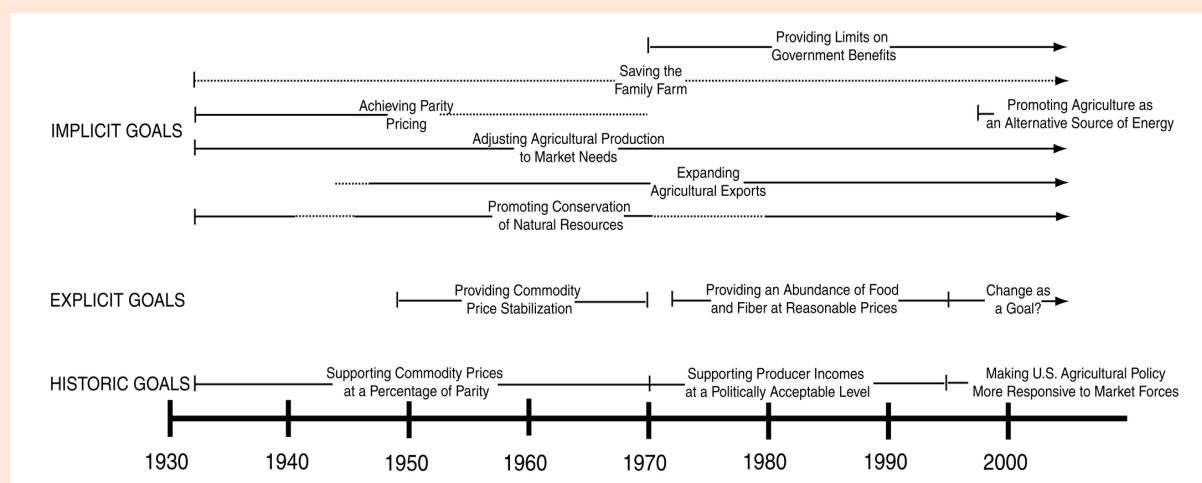 Providing Limits on
Government Benefits
Saving the
Family Farm
IMPLICIT GOALS
Achieving Parity
Pricing
Promoting Agriculture as
an Alternative Source of Energy
Adjusting Agricultural Production
to Market Needs
Expanding
Agricultural Exports
Promoting Conservation
of Natural Resources
EXPLICIT GOALS
Providing Commodity
Price Stabilization
Providing an Abundance of Food
and Fiber at Reasonable Prices
Change as
a Goal?
HISTORIC GOALS
Supporting Commodity Prices
at a Percentage of Parity
Supporting Producer Incomes
at a Politically Acceptable Level
Making U.S. Agricultural Policy
More Responsive to Market Forces
1930 1940 1950 1960 1970 1980 1990 2000